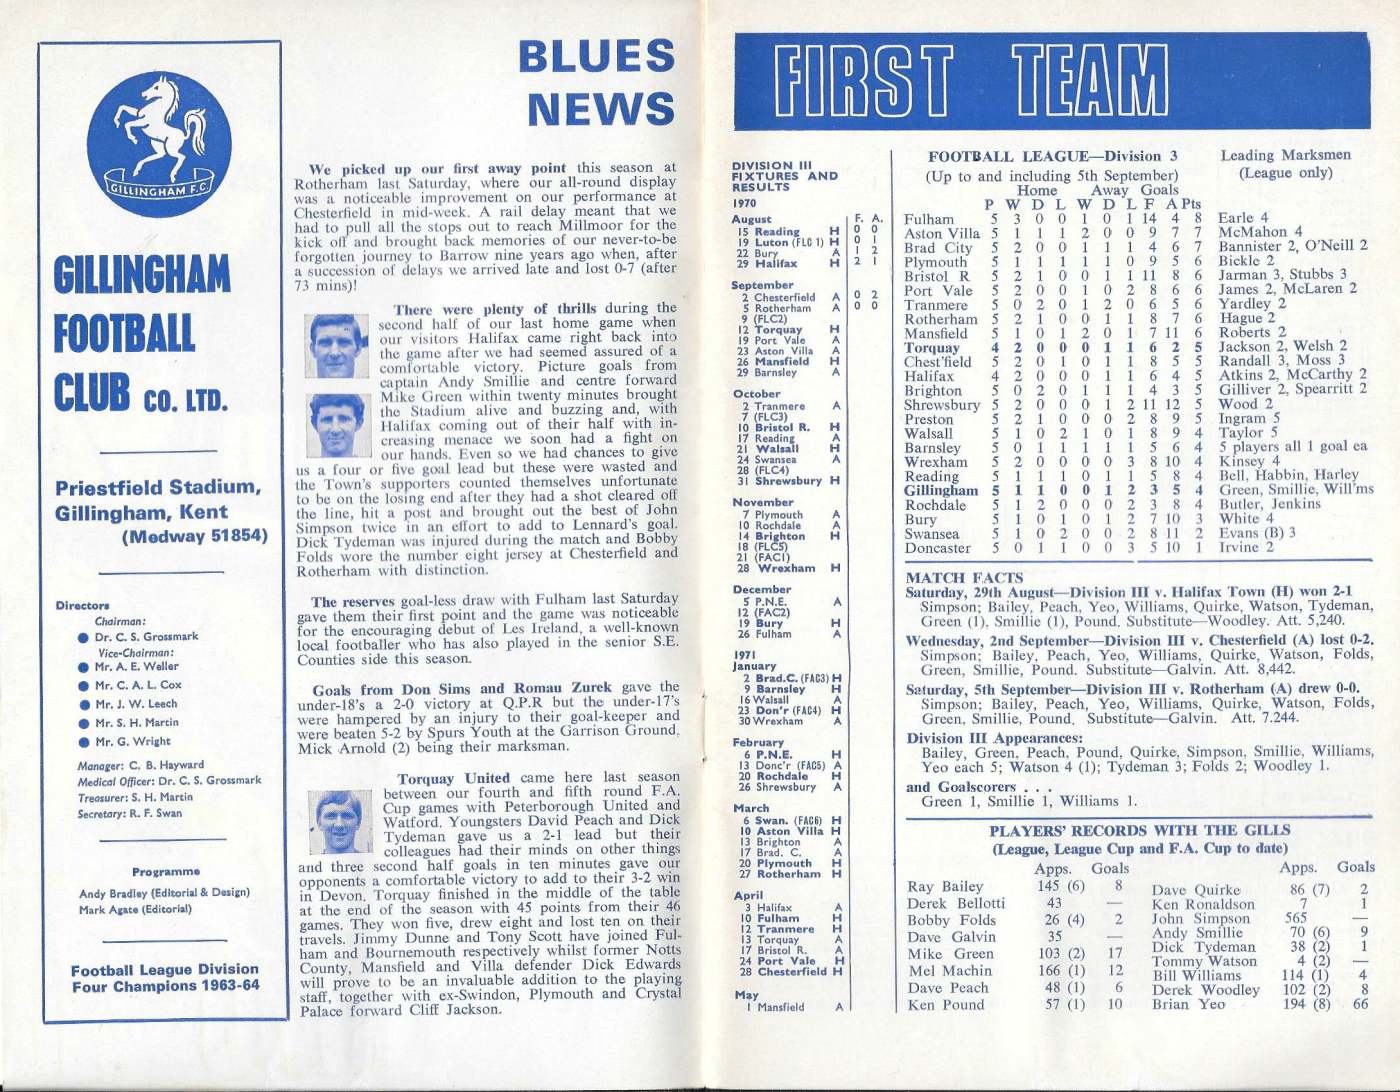 GILLINGHAM F.C.
GILLINGHAM
FOOTBALL
CLUB CO. LTD.
Priestfield Stadium,
Gillingham, Kent
(Medway 51854)
Directors
Chairman:
Dr. C. S. Grossmark
Vice-Chairman:
Mr. A. E. Weller
Mr. C. A. L. Cox
Mr. J. W. Leech
Mr. S. H. Martin
Mr. G. Wright
Manager: C. B. Hayward
Medical Officer: Dr. C. S. Grossmark
Treasurer: S. H. Martin
Secretary: R. F. Swan
Programme
Andy Bradley (Editorial & Design)
Mark Agate (Editorial)
Football League Division
Four Champions 1963-64
BLUES
NEWS
We picked up our first away point this season at
Rotherham last Saturday, where our all-round display
was a noticeable improvement on our performance at
Chesterfield in mid-week. A rail delay meant that we
had to pull all the stops out to reach Millmoor for the
kick off and brought back memories of our never-to-be
forgotten journey to Barrow nine years ago when, after
a succession of delays we arrived late and lost 0-7 (after
73 mins)!
There were plenty of thrills during the
second half of our last home game when
our visitors Halifax came right back into
the game after we had seemed assured of a
comfortable victory. Picture goals from
captain Andy Smillie and centre forward
Mike Green within twenty minutes brought
the Stadium alive and buzzing and, with
Halifax coming out of their half with in-
creasing menace we soon had a fight on
our hands. Even so we had chances to give
us a four or five goal lead but these were wasted and
the Town's supporters counted themselves unfortunate
to be on the losing end after they had a shot cleared off
the line, hit a post and brought out the best of John
Simpson twice in an effort to add to Lennard's goal.
Dick Tydeman was injured during the match and Bobby
Folds wore the number eight jersey at Chesterfield and
Rotherham with distinction.
The reserves goal-less draw with Fulham last Saturday
gave them their first point and the game was noticeable
for the encouraging debut of Les Ireland, a well-known
local footballer who has also played in the senior S.E.
Counties side this season.
Goals from Don Sims and Romau Zurek gave the
under-18's a 2-0 victory at Q.P.R but the under-17's
were hampered by an injury to their goal-keeper and
were beaten 5-2 by Spurs Youth at the Garrison Ground,
Mick Arnold (2) being their marksman.
Torquay United came here last season
between our fourth and fifth round F.A.
Cup games with Peterborough United and
Watford. Youngsters David Peach and Dick
Tydeman gave us a 2-1 lead but their
colleagues had their minds on other things
and three second half goals in ten minutes gave our
opponents a comfortable victory to add to their 3-2 win
in Devon. Torquay finished in the middle of the table
at the end of the season with 45 points from their 46
games. They won five, drew eight and lost ten on their
travels. Jimmy Dunne and Tony Scott have joined Ful-
ham and Bournemouth respectively whilst former Notts
County, Mansfield and Villa defender Dick Edwards
will prove to be an invaluable addition to the playing
staff, together with ex-Swindon, Plymouth and Crystal
Palace forward Cliff Jackson.
FIRST TEAM
DIVISION III
FIXTURES AND
RESULTS
1970
August F. A.
15 Reading H 0 0
19 Luton (FLC 1) H 0 1
22 Bury A 1 2
29 Halifax H 2 1
September
2 Chesterfield A 0 2
5 Rotherham A 0 0
9 (FLC2)
12 Torquay H
19 Port Vale A
23 Aston Villa A
26 Mansfield H
29 Barnsley A
October
2 Tranmere A
7 (FLC3)
10 Bristol R. H
17 Reading A
21 Walsall H
24 Swansea A
28 (FLC4)
31 Shrewsbury H
November
7 Plymouth A
10 Rochdale A
14 Brighton H
18 (FLC5)
21 (FAC1)
28 Wrexham H
December
5 P.N.E. A
12 (FAC2)
19 Bury H
26 Fulham A
1971
January
2 Brad.C. (FAC3) H
9 Barnsley H
16 Walsall A
23 Don'r (FAC4) H
30 Wrexham A
February
6 P.N.E. H
13 Donc'r (FAC5) A
20 Rochdale H
26 Shrewsbury A
March
6 Swan. (FAC6) H
10 Aston Villa H
13 Brighton A
17 Brad. C. A
20 Plymouth H
27 Rotherham H
April
3 Halifax A
10 Fulham H
12 Tranmere H
13 Torquay A
17 Bristol R. A
24 Port Vale H
28 Chesterfield H
May
1 Mansfield A
FOOTBALL LEAGUE—Division 3 Leading Marksmen
(Up to and including 5th September) (League only)
Home Away Goals
P W D L W D L F A Pts
Fulham 5 3 0 0 1 0 1 14 4 8 Earle 4
Aston Villa 5 1 1 1 2 0 0 9 7 7 McMahon 4
Brad City 5 2 0 0 1 1 1 4 6 7 Bannister 2, O'Neill 2
Plymouth 5 1 1 1 1 1 0 9 5 6 Bickle 2
Bristol R 5 2 1 0 0 1 1 11 8 6 Jarman 3, Stubbs 3
Port Vale 5 2 0 0 1 0 2 8 6 6 James 2, McLaren 2
Tranmere 5 0 2 0 1 2 0 6 5 6 Yardley 2
Rotherham 5 2 1 0 0 1 1 8 7 6 Hague 2
Mansfield 5 1 0 1 2 0 1 7 11 6 Roberts 2
Torquay 4 2 0 0 0 1 1 6 2 5 Jackson 2, Welsh 2
Chest'field 5 2 0 1 0 1 1 8 5 5 Randall 3, Moss 3
Halifax 4 2 0 0 0 1 1 6 4 5 Atkins 2, McCarthy 2
Brighton 5 0 2 0 1 1 1 4 3 5 Gilliver 2, Spearritt 2
Shrewsbury 5 2 0 0 0 1 2 11 12 5 Wood 2
Preston 5 2 1 0 0 0 2 8 9 5 Ingram 5
Walsall 5 1 0 2 1 0 1 8 9 4 Taylor 5
Barnsley 5 0 1 1 1 1 1 5 6 4 5 players all 1 goal ea
Wrexham 5 2 0 0 0 0 3 8 10 4 Kinsey 4
Reading 5 1 1 1 0 1 1 5 8 4 Bell, Habbin, Harley
Gillingham 5 1 1 0 0 1 2 3 5 4 Green, Smillie, Will'ms
Rochdale 5 1 2 0 0 0 2 3 8 4 Butler, Jenkins
Bury 5 1 0 1 0 1 2 7 10 3 White 4
Swansea 5 1 0 2 0 0 2 8 11 2 Evans (B) 3
Doncaster 5 0 1 1 0 0 3 5 10 1 Irvine 2
MATCH FACTS
Saturday, 29th August—Division III v. Halifax Town (H) won 2-1
Simpson; Bailey, Peach, Yeo, Williams, Quirke, Watson, Tydeman,
Green (1), Smillie (1), Pound. Substitute—Woodley. Att. 5,240.
Wednesday, 2nd September—Division III v. Chesterfield (A) lost 0-2.
Simpson; Bailey, Peach, Yeo, Williams, Quirke, Watson, Folds,
Green, Smillie, Pound. Substitute—Galvin. Att. 8,442.
Saturday, 5th September—Division III v. Rotherham (A) drew 0-0.
Simpson; Bailey, Peach, Yeo, Williams, Quirke, Watson, Folds,
Green, Smillie, Pound. Substitute—Galvin. Att. 7.244.
Division III Appearances:
Bailey, Green, Peach, Pound, Quirke, Simpson, Smillie, Williams,
Yeo each 5; Watson 4 (1); Tydeman 3; Folds 2; Woodley 1.
and Goalscorers . . .
Green 1, Smillie 1, Williams 1.
PLAYERS' RECORDS WITH THE GILLS
(League, League Cup and F.A. Cup to date)
Apps. Goals
Ray Bailey 145 (6) 8
Derek Bellotti 43 —
Bobby Folds 26 (4) 2
Dave Galvin 35 —
Mike Green 103 (2) 17
Mel Machin 166 (1) 12
Dave Peach 48 (1) 6
Ken Pound 57 (1) 10
Apps. Goals
Dave Quirke 86 (7) 2
Ken Ronaldson 7 1
John Simpson 565 —
Andy Smillie 70 (6) 9
Dick Tydeman 38 (2) 1
Tommy Watson 4 (2) —
Bill Williams 114 (1) 4
Derek Woodley 102 (2) 8
Brian Yeo 194 (8) 66